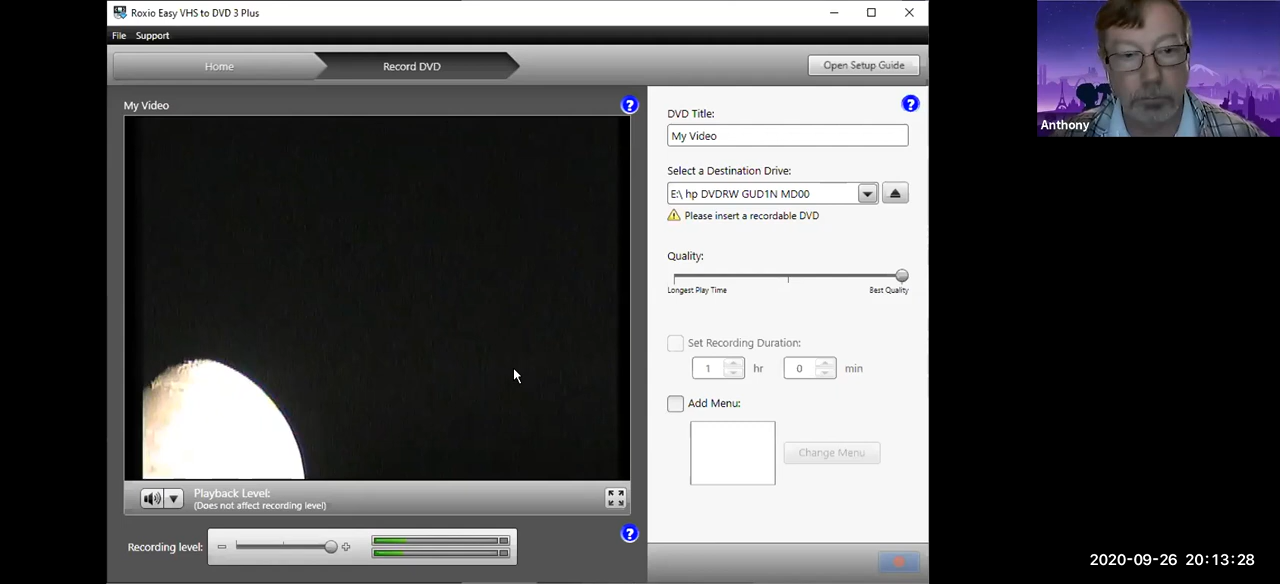 Roxio Easy VHS to DVD 3 Plus
File Support
Home
Record DVD
Open Setup Guide
My Video
?
?
DVD Title:
My Video
Select a Destination Drive:
E:\ hp DVDRW GUD1N MD00
Please insert a recordable DVD
Quality:
Longest Play Time
Best Quality
Set Recording Duration:
1 hr 0 min
Add Menu:
Change Menu
Playback Level:
(Does not affect recording level)
Recording level:
?
Anthony
2020-09-26 20:13:28